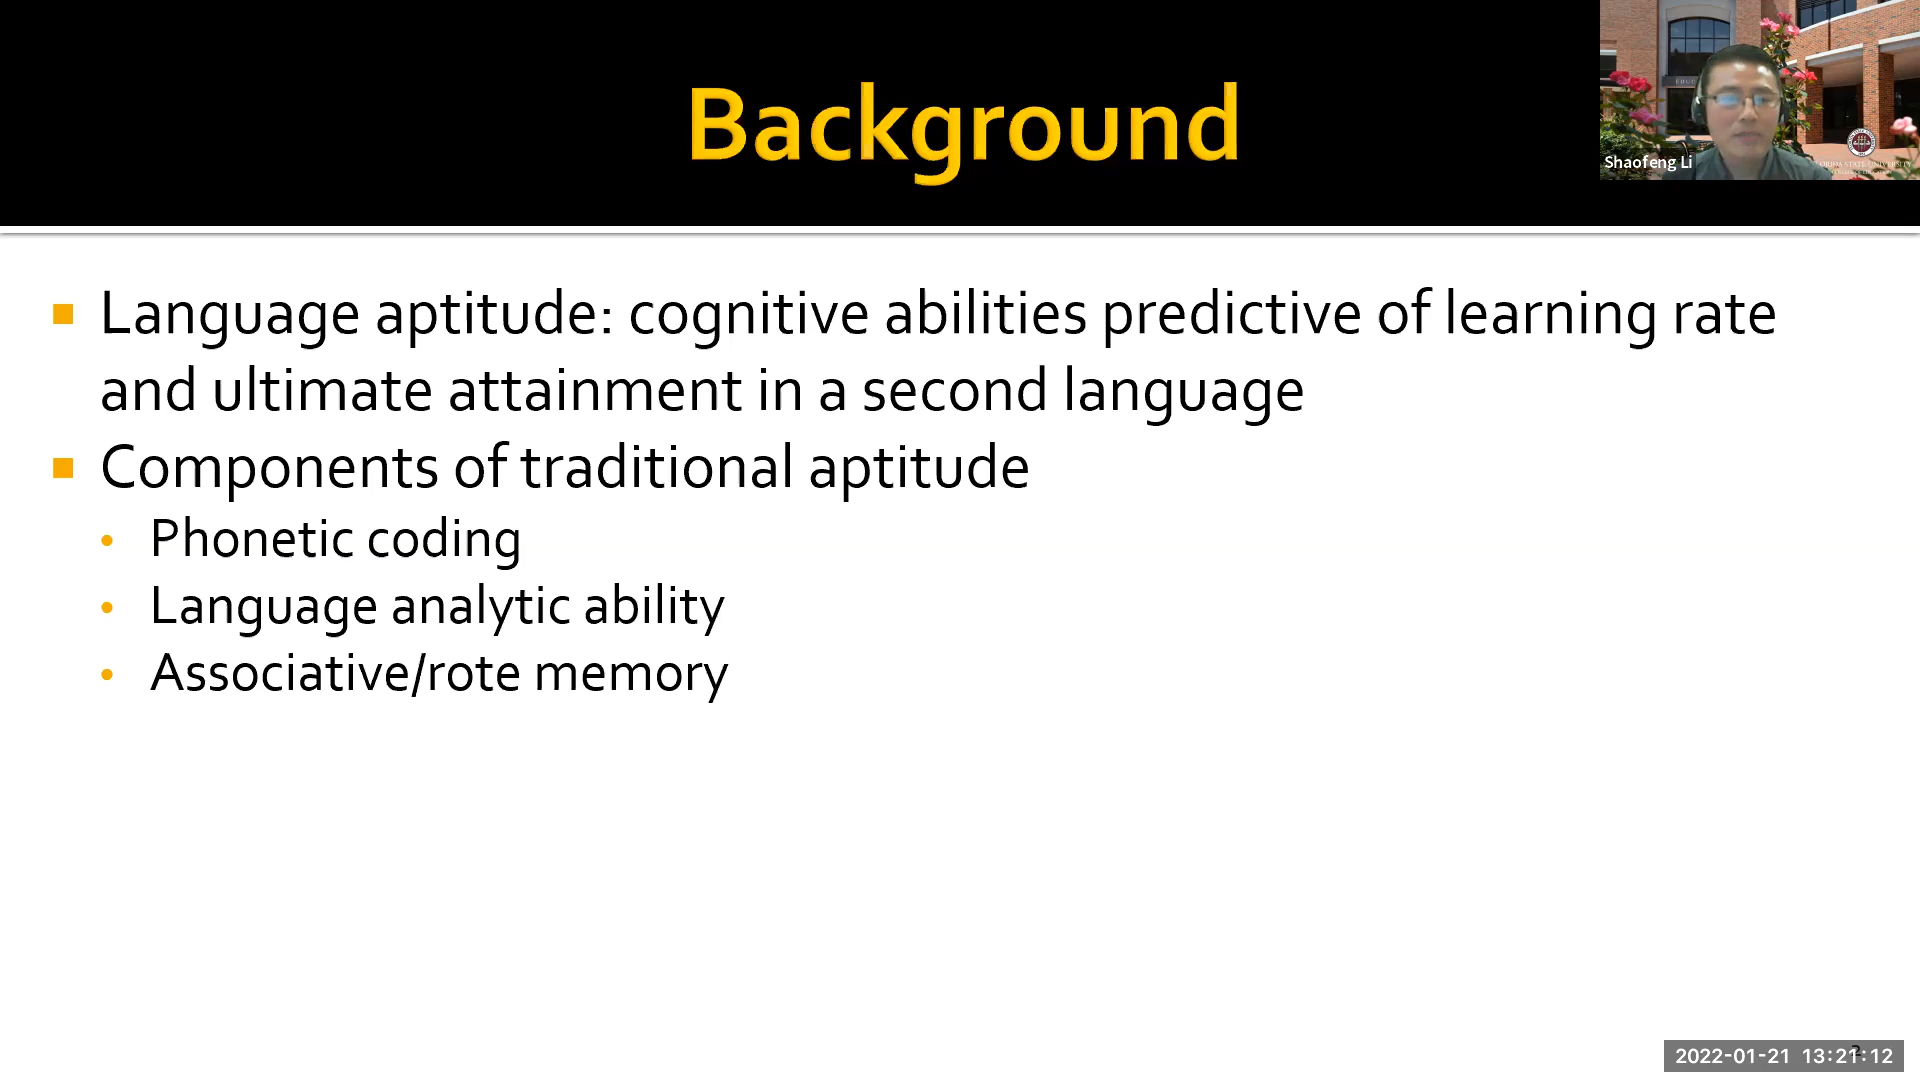 Background
Shaofeng Li
Language aptitude: cognitive abilities predictive of learning rate
and ultimate attainment in a second language
Components of traditional aptitude
Phonetic coding
Language analytic ability
Associative/rote memory
2022-01-21 13:21:12